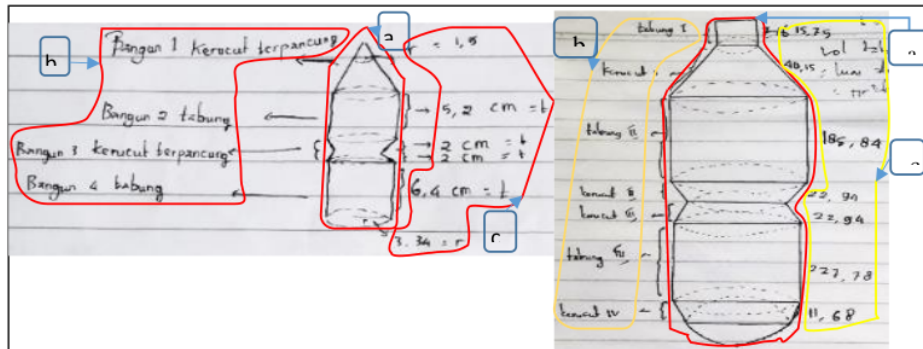 a
b
Bangun 1 Kerucut terpancung
r = 1,5
Bangun 2 tabung
5,2 cm = t
Bangun 3 kerucut terpancung
2 cm = t
2 cm = t
Bangun 4 tabung
6,4 cm = t
c
3,34 = r
tabung I
15,75
b
kerucut
40,15
tabung II
185,84
kerucut II
22,94
kerucut III
22,94
tabung III
227,78
kerucut IV
11,68